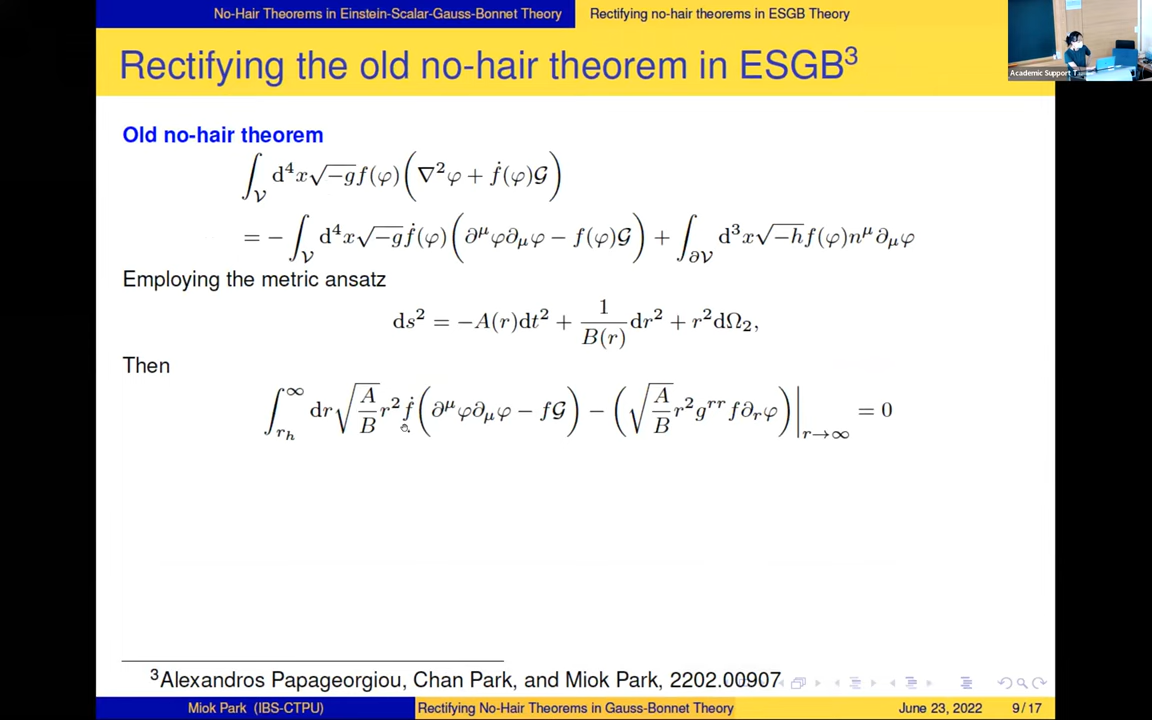 No-Hair Theorems in Einstein-Scalar-Gauss-Bonnet Theory Rectifying no-hair theorems in ESGB Theory
Rectifying the old no-hair theorem in ESGB³
Academic Support T
Old no-hair theorem
∫_𝒱 d⁴x√−g f(φ)(∇²φ + ḟ(φ)𝒢)
= − ∫_𝒱 d⁴x√−g ḟ(φ)(∂^μφ∂_μφ − f(φ)𝒢) + ∫_∂𝒱 d³x√−h f(φ)n^μ∂_μφ
Employing the metric ansatz
ds² = −A(r)dt² + 1/B(r) dr² + r²dΩ₂,
Then
∫_{r_h}^∞ dr √(A/B) r² ḟ (∂^μφ∂_μφ − f𝒢) − (√(A/B) r² g^{rr} f∂_rφ)|_{r→∞} = 0
³Alexandros Papageorgiou, Chan Park, and Miok Park, 2202.00907
Miok Park (IBS-CTPU) Rectifying No-Hair Theorems in Gauss-Bonnet Theory June 23, 2022 9 / 17